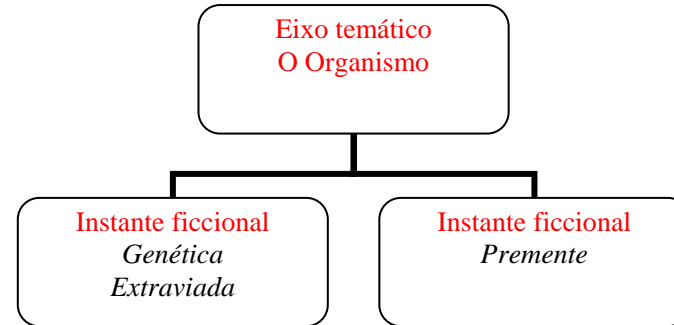 Eixo temático
O Organismo
Instante ficcional
Genética
Extraviada
Instante ficcional
Premente